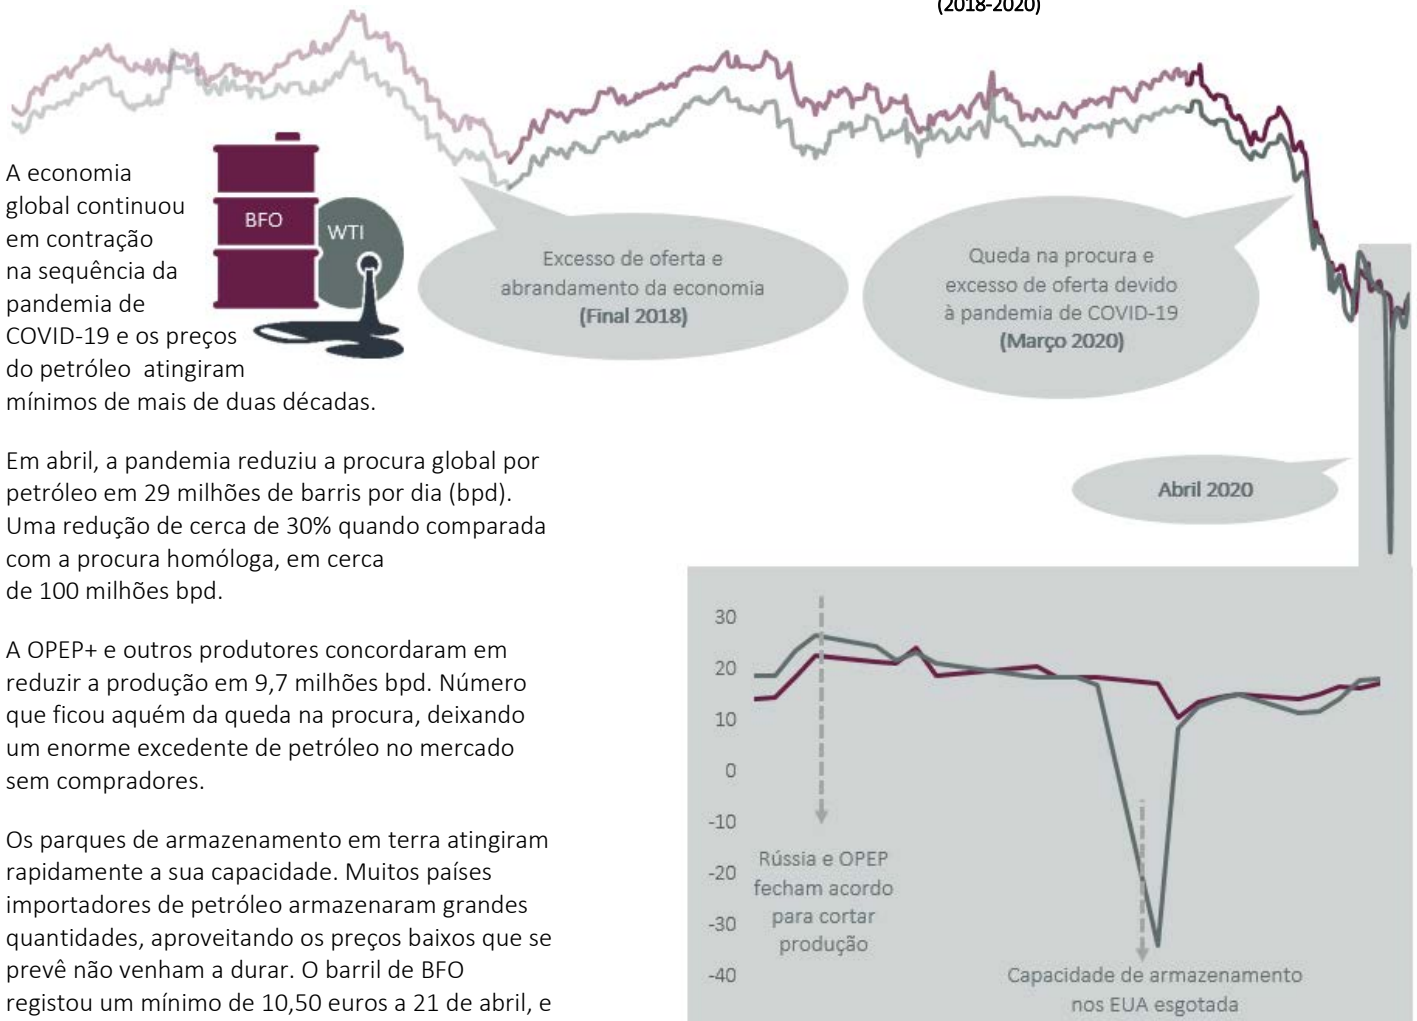 (2018-2020)
A economia
global continuou
em contração
na sequência da
pandemia de
COVID-19 e os preços
do petróleo atingiram
mínimos de mais de duas décadas.
BFO
WTI
Excesso de oferta e
abrandamento da economia
(Final 2018)
Queda na procura e
excesso de oferta devido
à pandemia de COVID-19
(Março 2020)
Abril 2020
Em abril, a pandemia reduziu a procura global por
petróleo em 29 milhões de barris por dia (bpd).
Uma redução de cerca de 30% quando comparada
com a procura homóloga, em cerca
de 100 milhões bpd.
A OPEP+ e outros produtores concordaram em
reduzir a produção em 9,7 milhões bpd. Número
que ficou aquém da queda na procura, deixando
um enorme excedente de petróleo no mercado
sem compradores.
Os parques de armazenamento em terra atingiram
rapidamente a sua capacidade. Muitos países
importadores de petróleo armazenaram grandes
quantidades, aproveitando os preços baixos que se
prevê não venham a durar. O barril de BFO
registou um mínimo de 10,50 euros a 21 de abril, e
30
20
10
0
-10
-20
-30
-40
Rússia e OPEP
fecham acordo
para cortar
produção
Capacidade de armazenamento
nos EUA esgotada